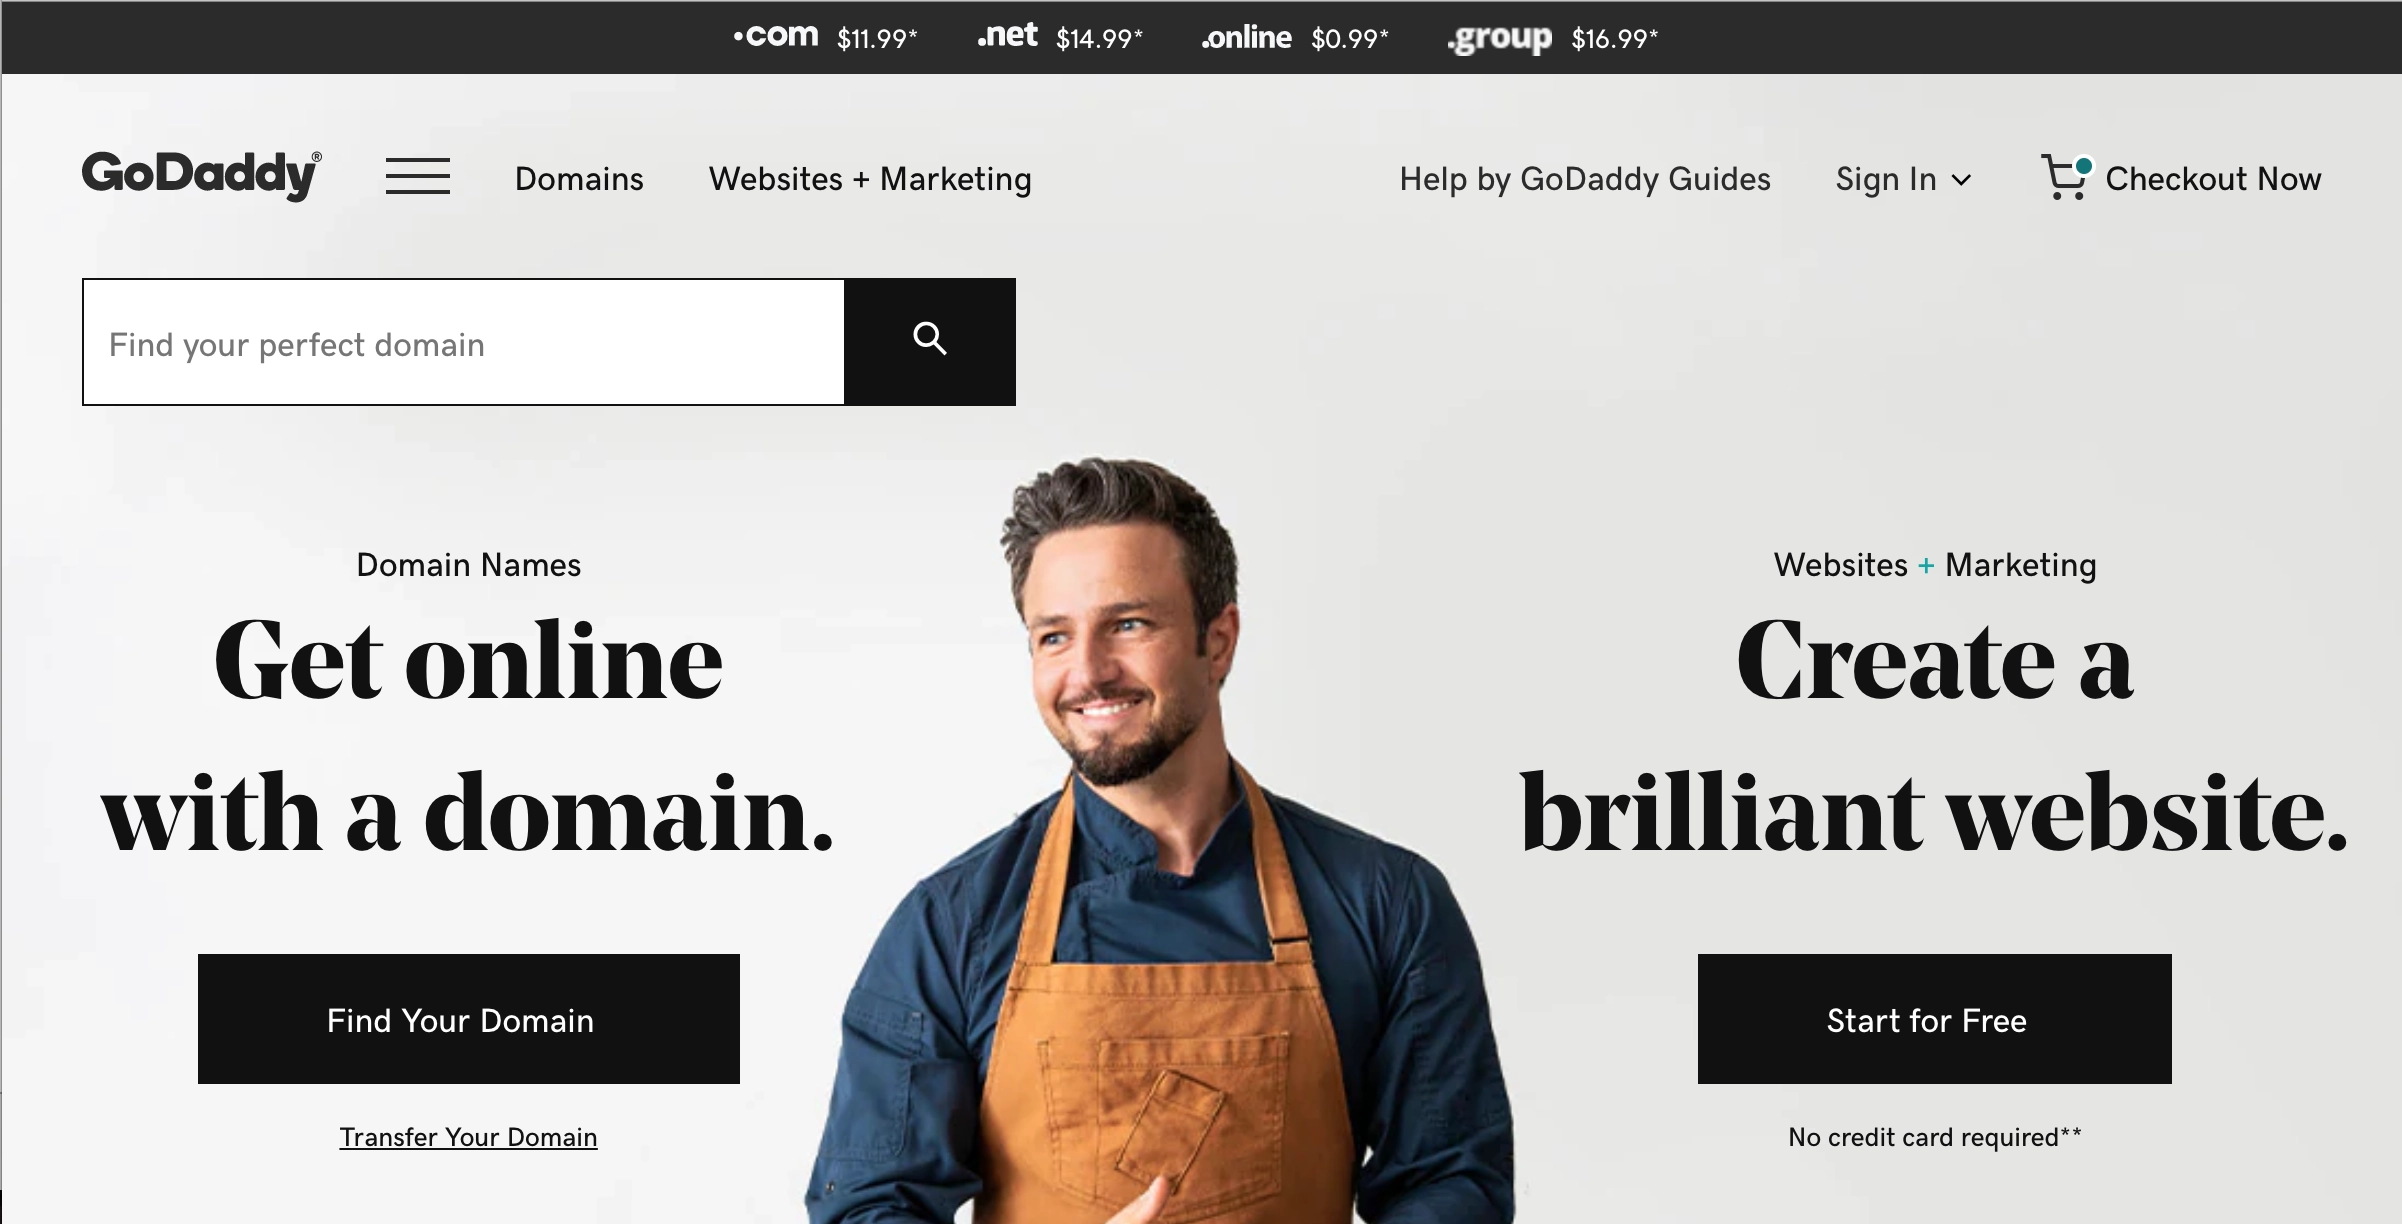 .com $11.99* .net $14.99* .online $0.99* .group $16.99*
GoDaddy® Domains Websites + Marketing Help by GoDaddy Guides Sign In Checkout Now
Find your perfect domain
Domain Names
Get online
with a domain.
Find Your Domain
Transfer Your Domain
Websites + Marketing
Create a
brilliant website.
Start for Free
No credit card required**